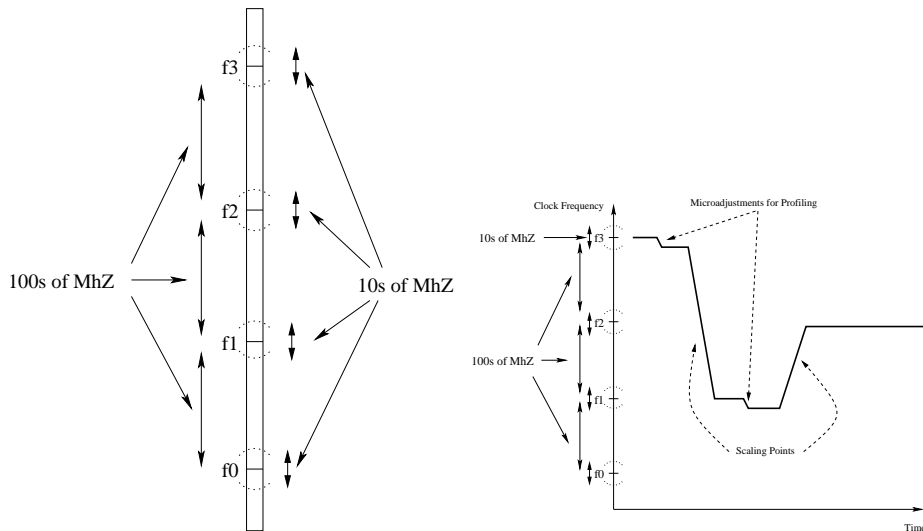 f3
f2
100s of MhZ
10s of MhZ
f1
f0
Microadjustments for Profiling
Clock Frequency
10s of MhZ
f3
f2
100s of MhZ
f1
Scaling Points
f0
Time